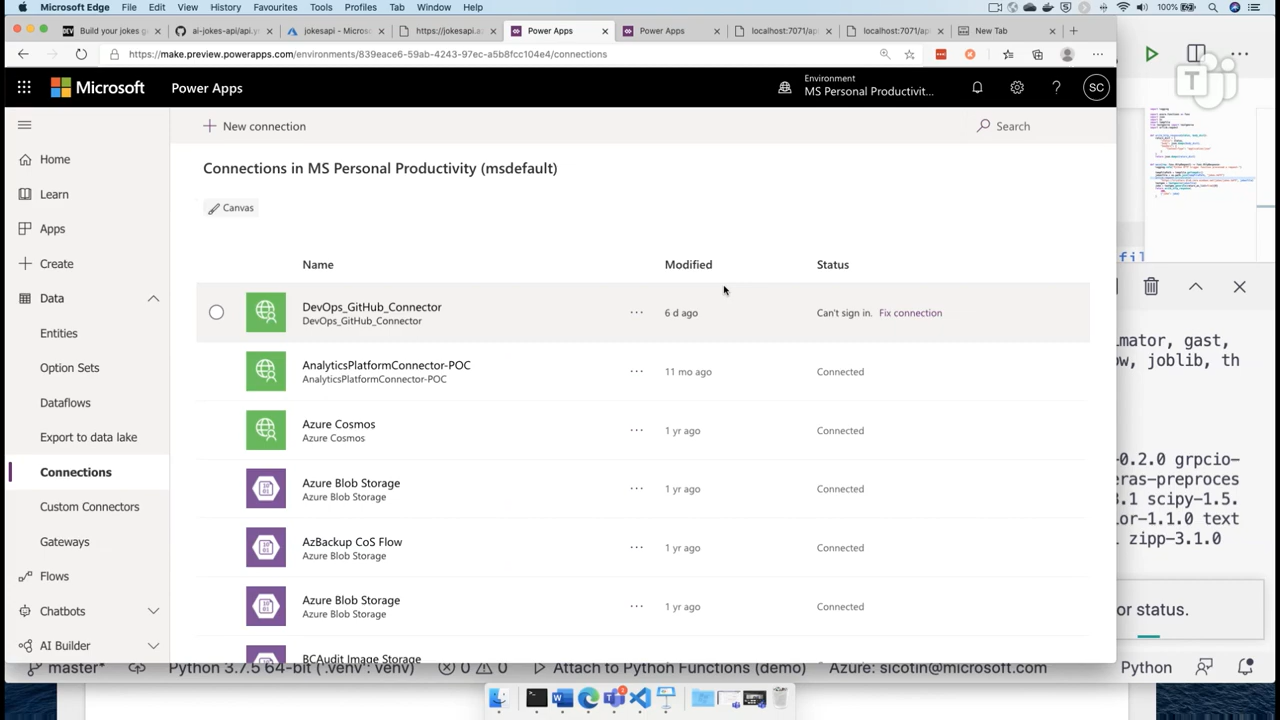 Microsoft Edge File Edit View History Favourites Tools Profiles Tab Window Help 100%
DEV Build your jokes g
ai-jokes-api/api.y
jokesapi - Micros
https://jokesapi.a
Power Apps
Power Apps
localhost:7071/ap
localhost:7071/ap
New Tab
https://make.preview.powerapps.com/environments/839eace6-59ab-4243-97ec-a5b8fcc104e4/connections
Microsoft
Power Apps
Environment
MS Personal Productivit...
SC
T
Home
Learn
Apps
Create
Data
Entities
Option Sets
Dataflows
Export to data lake
Connections
Custom Connectors
Gateways
Flows
Chatbots
AI Builder
New connection
Search
Connections in MS Personal Productivity (msdefault)
Canvas
Name Modified Status
DevOps_GitHub_Connector
DevOps_GitHub_Connector
6 d ago
Can't sign in. Fix connection
AnalyticsPlatformConnector-POC
AnalyticsPlatformConnector-POC
11 mo ago
Connected
Azure Cosmos
Azure Cosmos
1 yr ago
Connected
Azure Blob Storage
Azure Blob Storage
1 yr ago
Connected
AzBackup CoS Flow
Azure Blob Storage
1 yr ago
Connected
Azure Blob Storage
Azure Blob Storage
1 yr ago
Connected
BCAudit Image Storage
fil
imator, gast,
ow, joblib, th
-0.2.0 grpcio-
eras-preproces
.1 scipy-1.5.
or-1.1.0 text
zipp-3.1.0
or status.
master* Python 3.7.5 64-bit ('.venv': venv) 0 0 Attach to Python Functions (demo) Azure: sicotin@microsbit.com Python